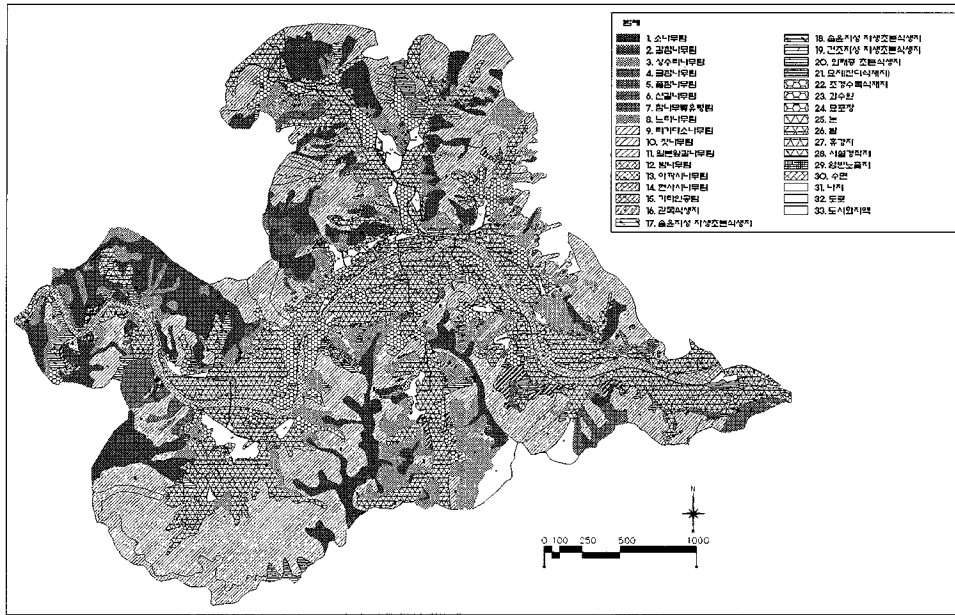 범례
1. 소나무림
2. 갈참나무림
3. 상수리나무림
4. 굴참나무림
5. 졸참나무림
6. 신갈나무림
7. 참나무류유령림
8. 느티나무림
9. 리기다소나무림
10. 잣나무림
11. 일본잎갈나무림
12. 밤나무림
13. 아까시나무림
14. 현사시나무림
15. 기타인공림
16. 관목식생지
17. 습윤지성 자생초본식생지
18. 습윤지성 자생초본식생지
19. 건조지성 자생초본식생지
20. 외래종 초본식생지
21. 묘지(잔디식재지)
22. 조경수목식재지
23. 과수원
24. 묘포장
25. 논
26. 밭
27. 휴경지
28. 시설경작지
29. 암반노출지
30. 수면
31. 나지
32. 도로
33. 도시화지역
N
0 100 250 500 1000